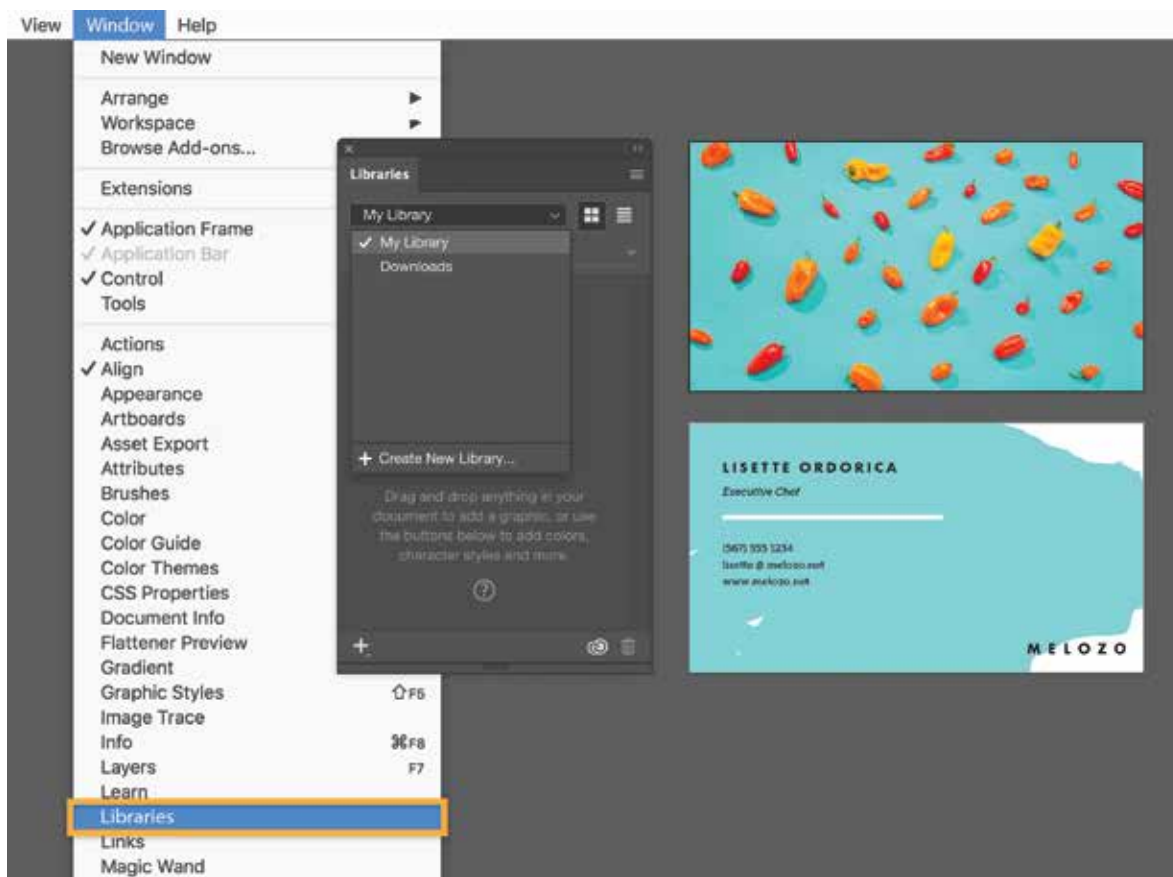 View Window Help
New Window
Arrange
Workspace
Browse Add-ons...
Extensions
✓ Application Frame
✓ Application Bar
✓ Control
Tools
Actions
✓ Align
Appearance
Artboards
Asset Export
Attributes
Brushes
Color
Color Guide
Color Themes
CSS Properties
Document Info
Flattener Preview
Gradient
Graphic Styles ⇧F5
Image Trace
Info ⌘F8
Layers F7
Learn
Libraries
Links
Magic Wand
Libraries
My Library
✓ My Library
Downloads
+ Create New Library...
Drag and drop anything in your
document to add a graphic, or use
the buttons below to add colors,
character styles and more.
LISETTE ORDORICA
Executive Chef
(567) 555 1234
lisette @ melozo.net
www.melozo.net
MELOZO